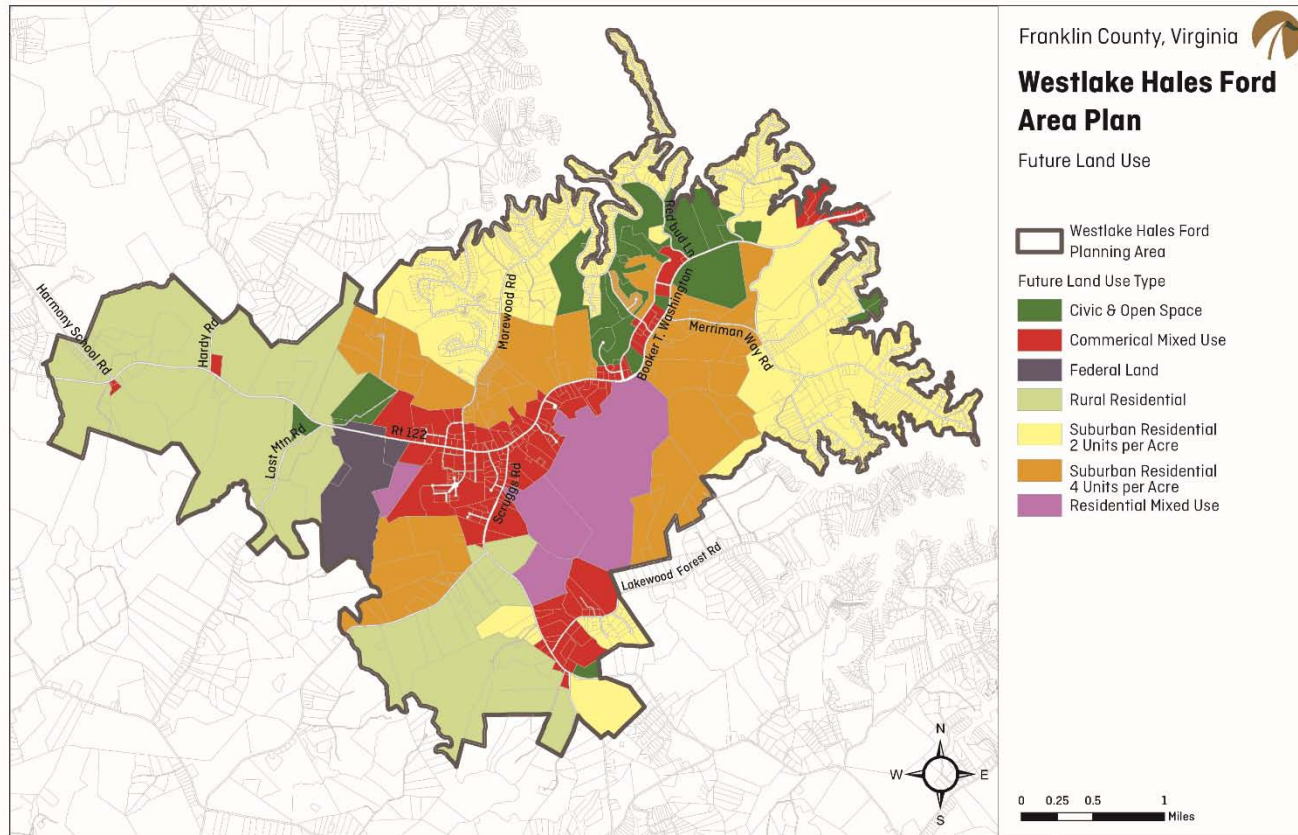 Franklin County, Virginia
Westlake Hales Ford
Area Plan
Future Land Use
Westlake Hales Ford
Planning Area
Future Land Use Type
Civic & Open Space
Commerical Mixed Use
Federal Land
Rural Residential
Suburban Residential
2 Units per Acre
Suburban Residential
4 Units per Acre
Residential Mixed Use
0 0.25 0.5 1
Miles
Red bud Ln
Morewood Rd
Booker T. Washington
Merriman Way Rd
Harmony School Rd
Hardy Rd
Lost Mtn Rd
Rt 122
Scruggs Rd
Lakewood Forest Rd
N
W E
S